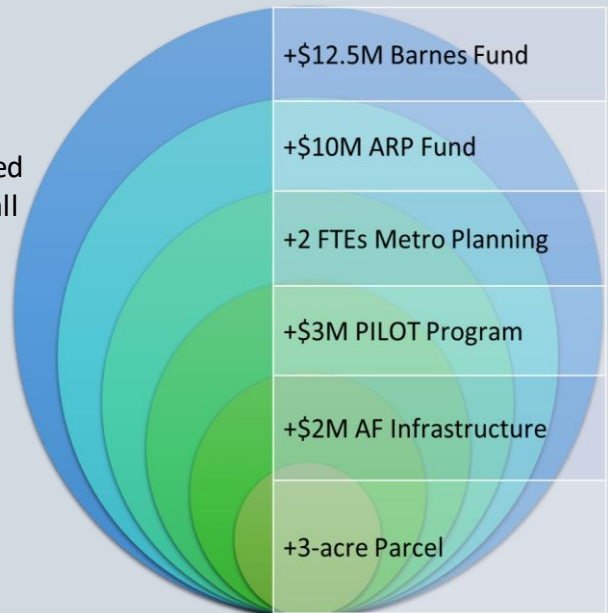 +$12.5M Barnes Fund
+$10M ARP Fund
+2 FTEs Metro Planning
+$3M PILOT Program
+$2M AF Infrastructure
+3-acre Parcel